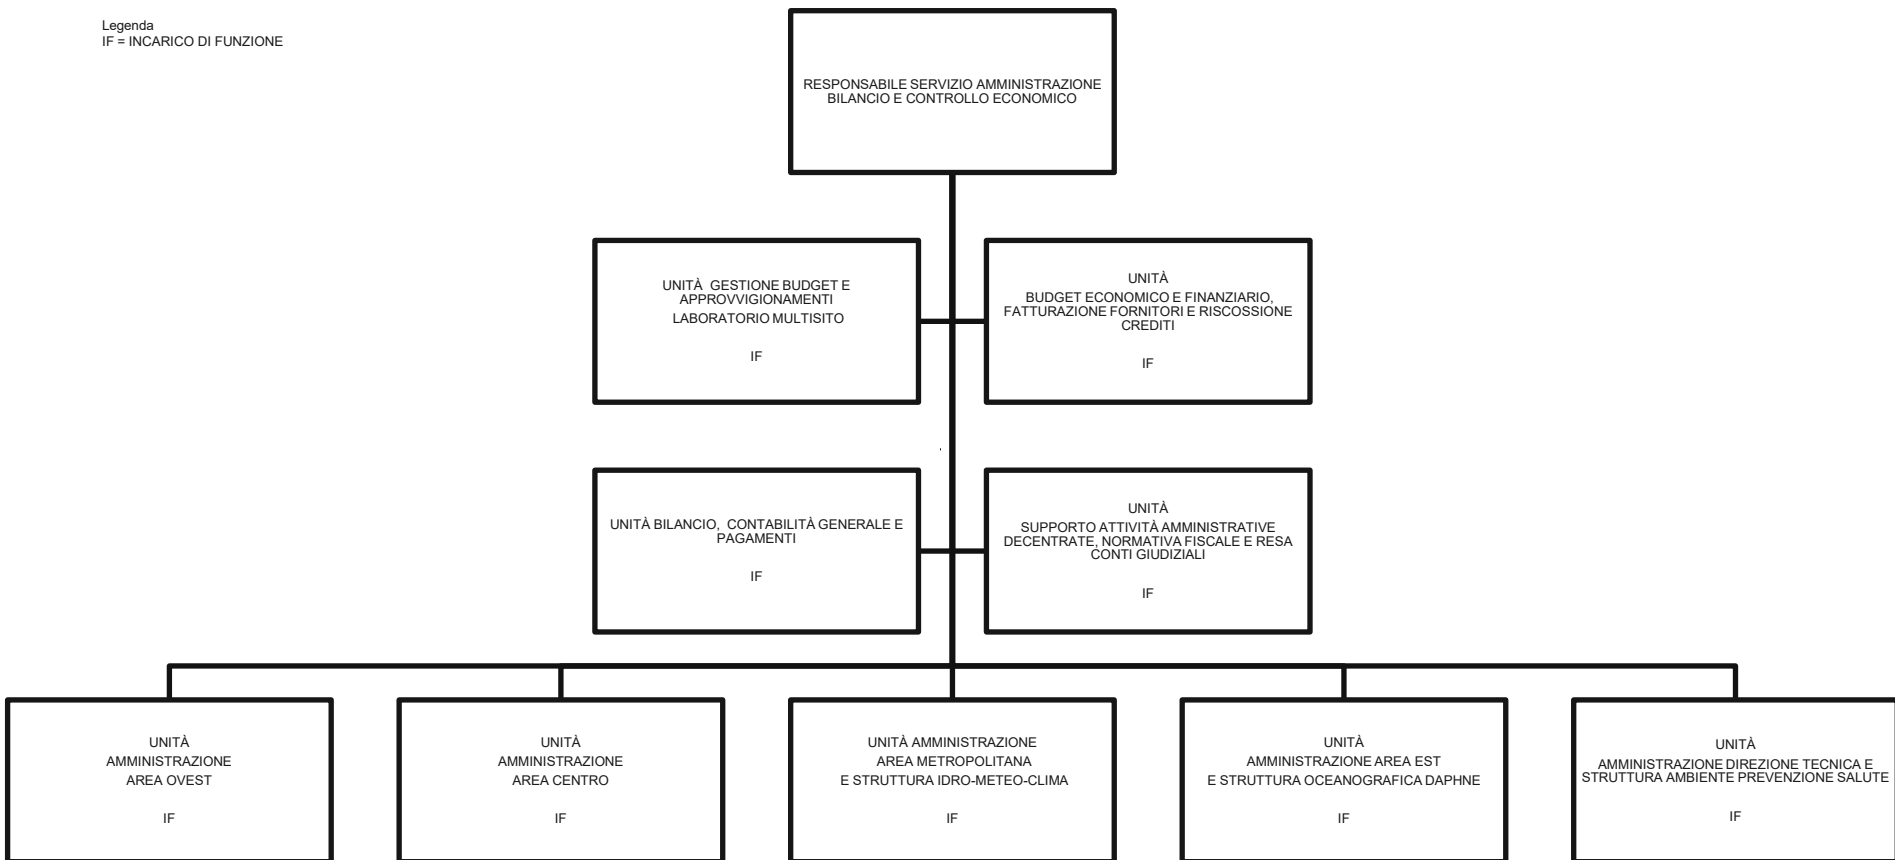 Legenda
IF = INCARICO DI FUNZIONE
RESPONSABILE SERVIZIO AMMINISTRAZIONE
BILANCIO E CONTROLLO ECONOMICO
UNITÀ GESTIONE BUDGET E
APPROVVIGIONAMENTI
LABORATORIO MULTISITO
IF
UNITÀ
BUDGET ECONOMICO E FINANZIARIO,
FATTURAZIONE FORNITORI E RISCOSSIONE
CREDITI
IF
UNITÀ BILANCIO, CONTABILITÀ GENERALE E
PAGAMENTI
IF
UNITÀ
SUPPORTO ATTIVITÀ AMMINISTRATIVE
DECENTRATE, NORMATIVA FISCALE E RESA
CONTI GIUDIZIALI
IF
UNITÀ
AMMINISTRAZIONE
AREA OVEST
IF
UNITÀ
AMMINISTRAZIONE
AREA CENTRO
IF
UNITÀ AMMINISTRAZIONE
AREA METROPOLITANA
E STRUTTURA IDRO-METEO-CLIMA
IF
UNITÀ
AMMINISTRAZIONE AREA EST
E STRUTTURA OCEANOGRAFICA DAPHNE
IF
UNITÀ
AMMINISTRAZIONE DIREZIONE TECNICA E
STRUTTURA AMBIENTE PREVENZIONE SALUTE
IF